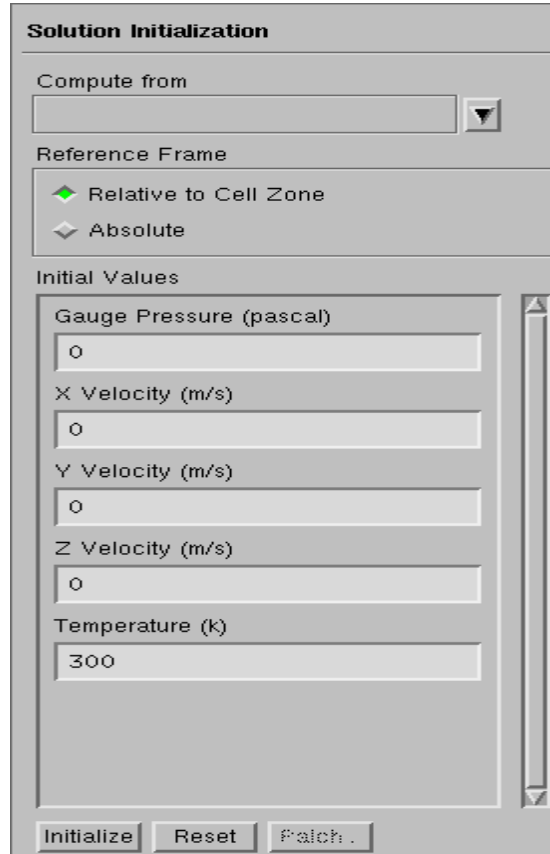 Solution Initialization
Compute from
Reference Frame
Relative to Cell Zone
Absolute
Initial Values
Gauge Pressure (pascal)
0
X Velocity (m/s)
0
Y Velocity (m/s)
0
Z Velocity (m/s)
0
Temperature (k)
300
Initialize Reset Patch .